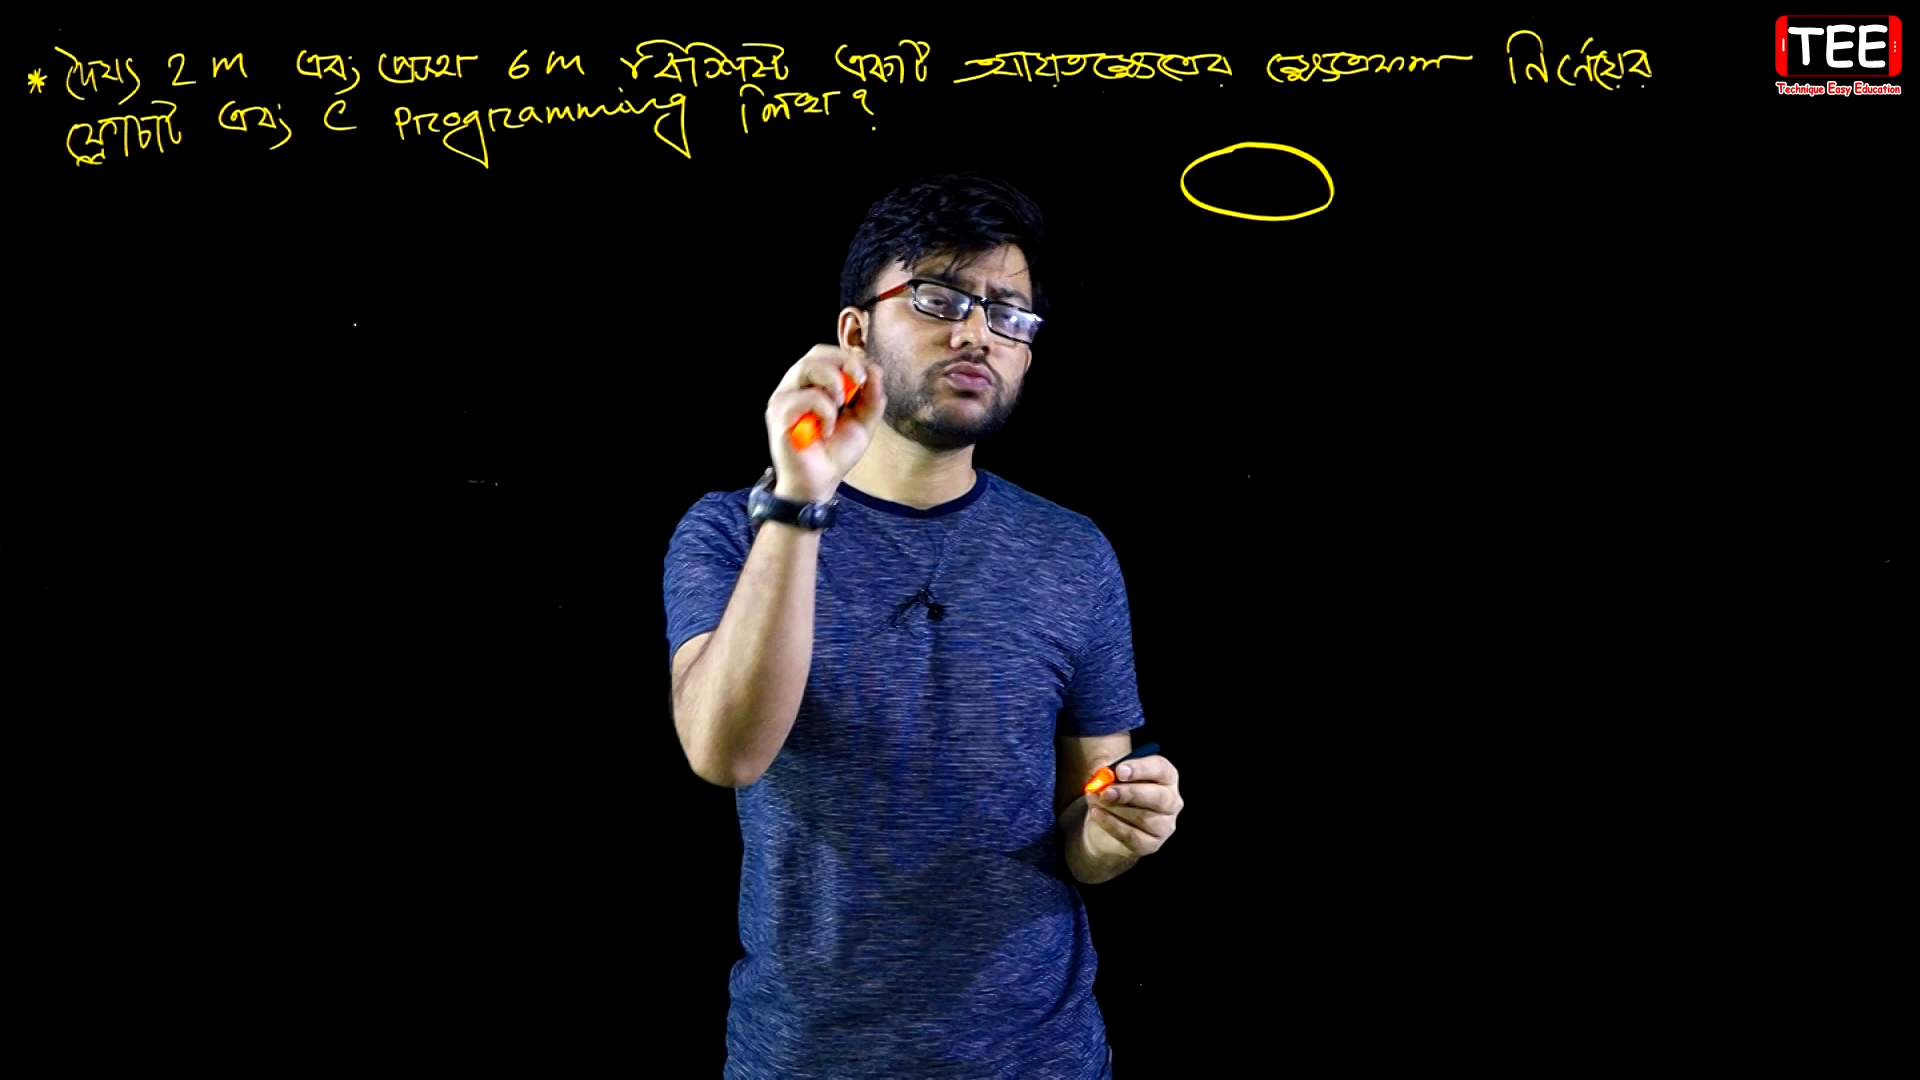 * দৈর্ঘ্য 2 m এবং প্রস্থ 6 m বিশিষ্ট একটি আয়তক্ষেত্রের ক্ষেত্রফল নির্ণয়ের
ফ্লোচার্ট এবং C Programming লিখ?
TEE
Technique Easy Education